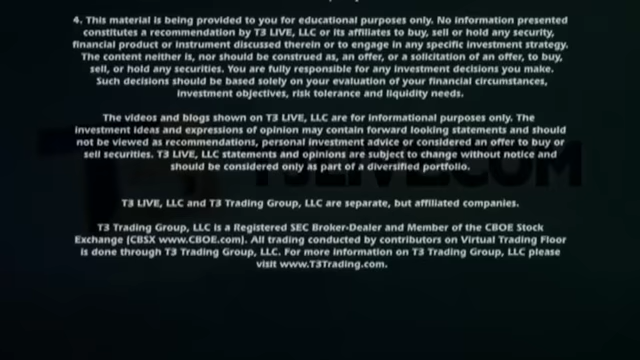 4. This material is being provided to you for educational purposes only. No information presented
constitutes a recommendation by T3 LIVE, LLC or its affiliates to buy, sell or hold any security,
financial product or instrument discussed therein or to engage in any specific investment strategy.
The content neither is, nor should be construed as, an offer, or a solicitation of an offer, to buy,
sell, or hold any securities. You are fully responsible for any investment decisions you make.
Such decisions should be based solely on your evaluation of your financial circumstances,
investment objectives, risk tolerance and liquidity needs.
The videos and blogs shown on T3 LIVE, LLC are for informational purposes only. The
investment ideas and expressions of opinion may contain forward looking statements and should
not be viewed as recommendations, personal investment advice or considered an offer to buy or
sell securities. T3 LIVE, LLC statements and opinions are subject to change without notice and
should be considered only as part of a diversified portfolio.
T3 LIVE, LLC and T3 Trading Group, LLC are separate, but affiliated companies.
T3 Trading Group, LLC is a Registered SEC Broker-Dealer and Member of the CBOE Stock
Exchange (CBSX www.CBOE.com). All trading conducted by contributors on Virtual Trading Floor
is done through T3 Trading Group, LLC. For more information on T3 Trading Group, LLC please
visit www.T3Trading.com.